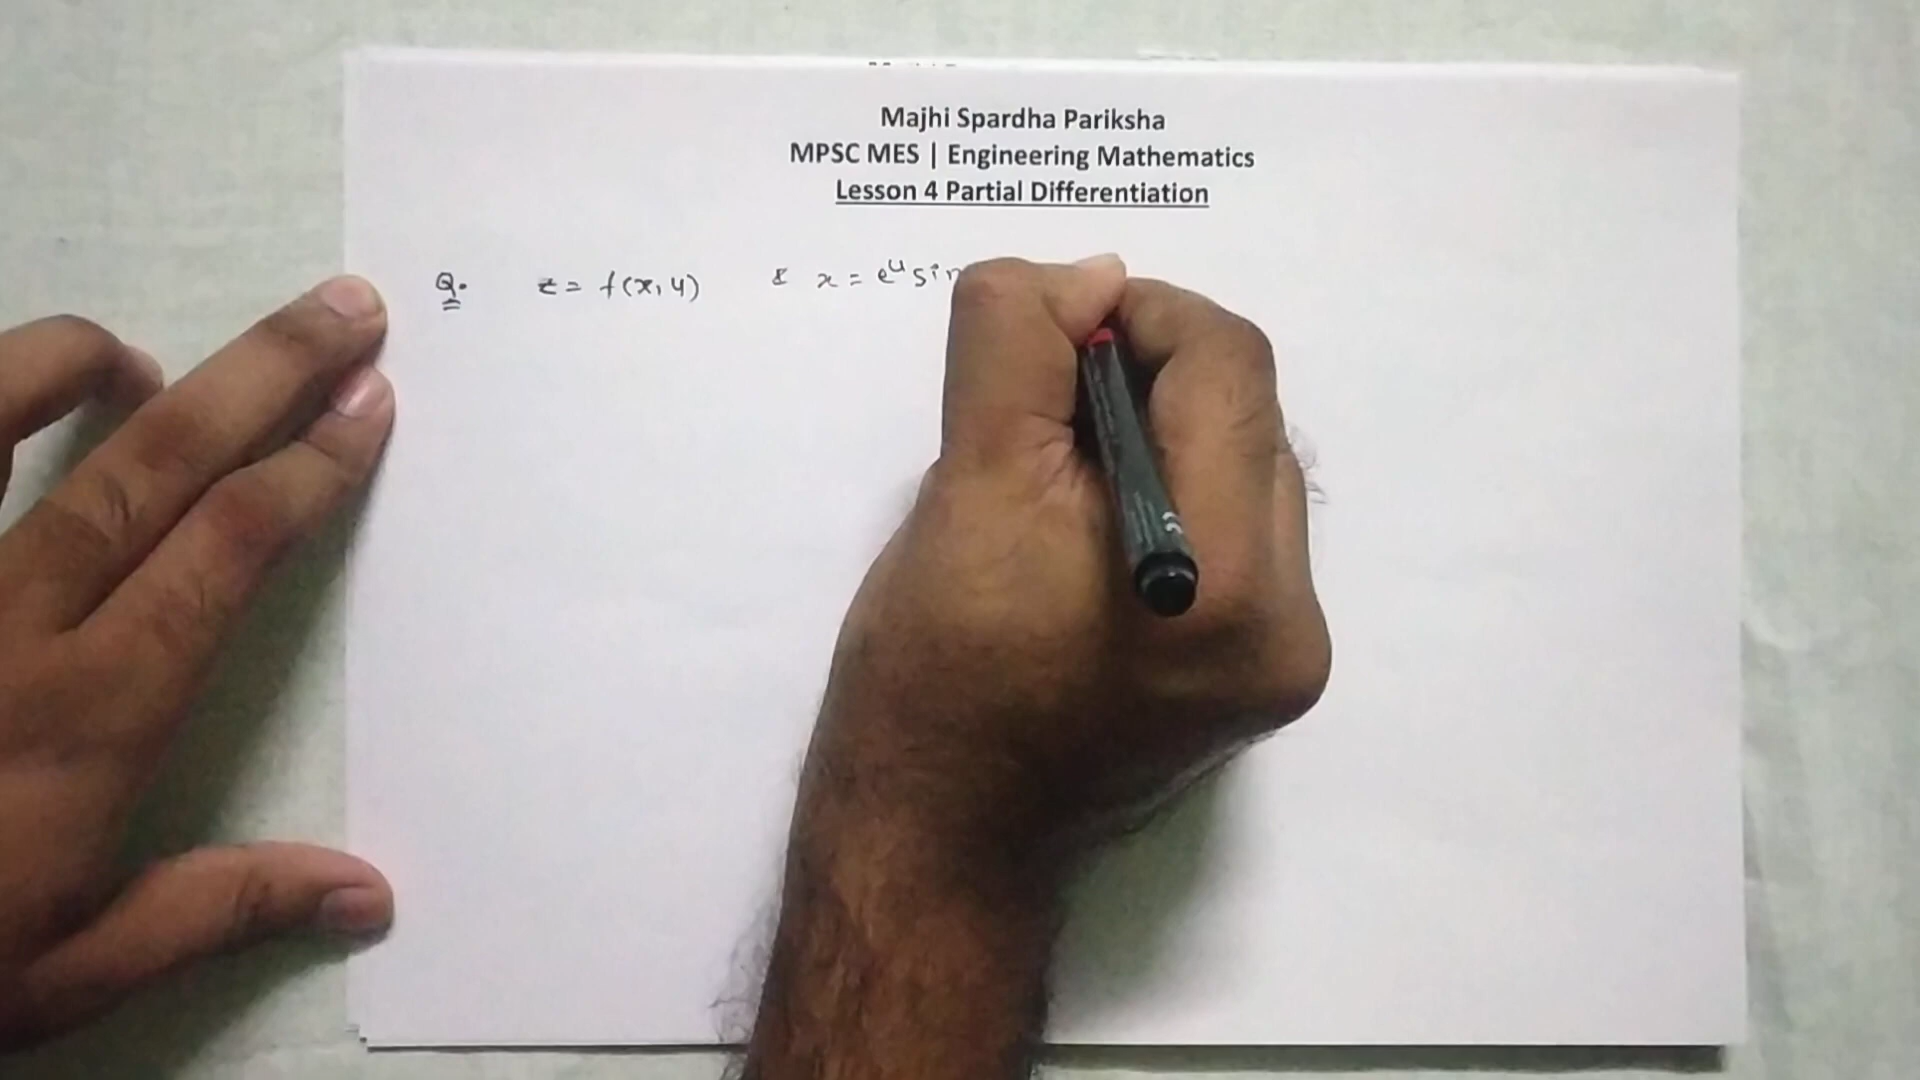 Majhi Spardha Pariksha
MPSC MES | Engineering Mathematics
Lesson 4 Partial Differentiation
Q. z = f(x, y) & x = e^u sin